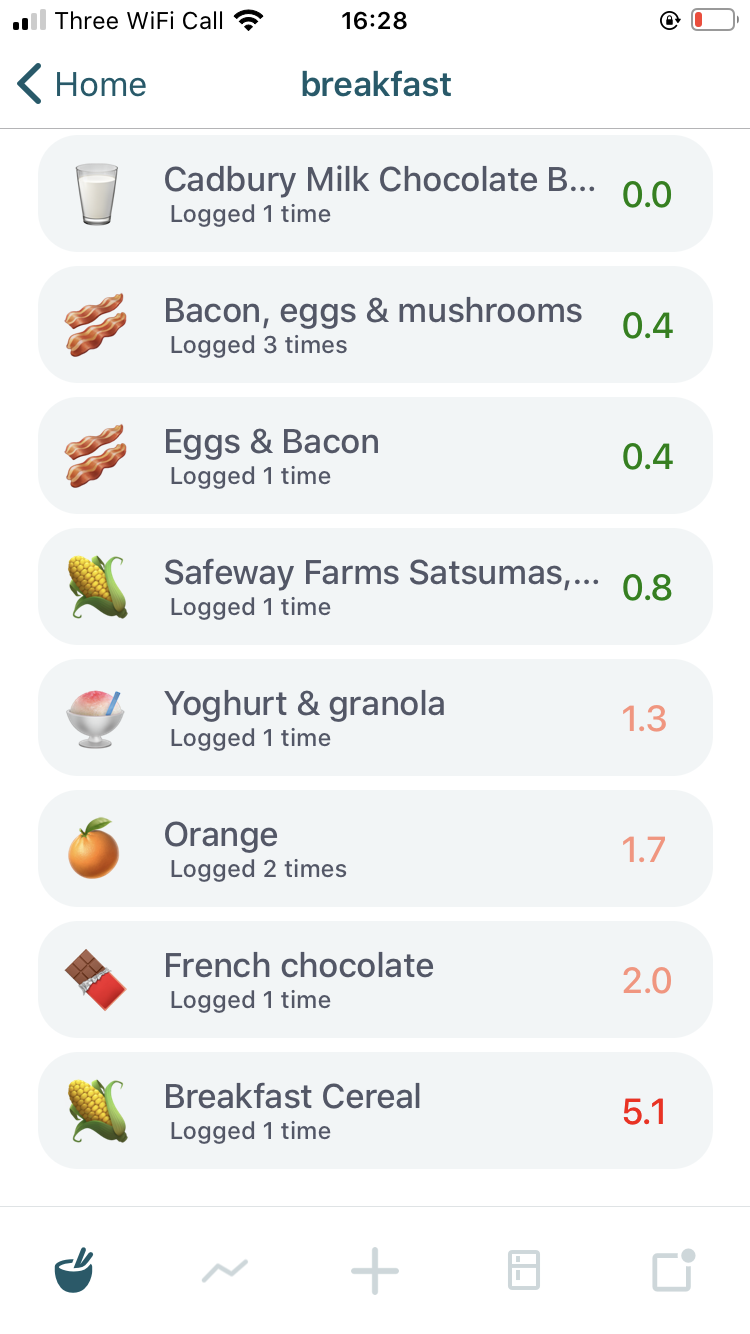 Three WiFi Call 16:28
Home breakfast
Cadbury Milk Chocolate B... 0.0
Logged 1 time
Bacon, eggs & mushrooms 0.4
Logged 3 times
Eggs & Bacon 0.4
Logged 1 time
Safeway Farms Satsumas,... 0.8
Logged 1 time
Yoghurt & granola 1.3
Logged 1 time
Orange 1.7
Logged 2 times
French chocolate 2.0
Logged 1 time
Breakfast Cereal 5.1
Logged 1 time